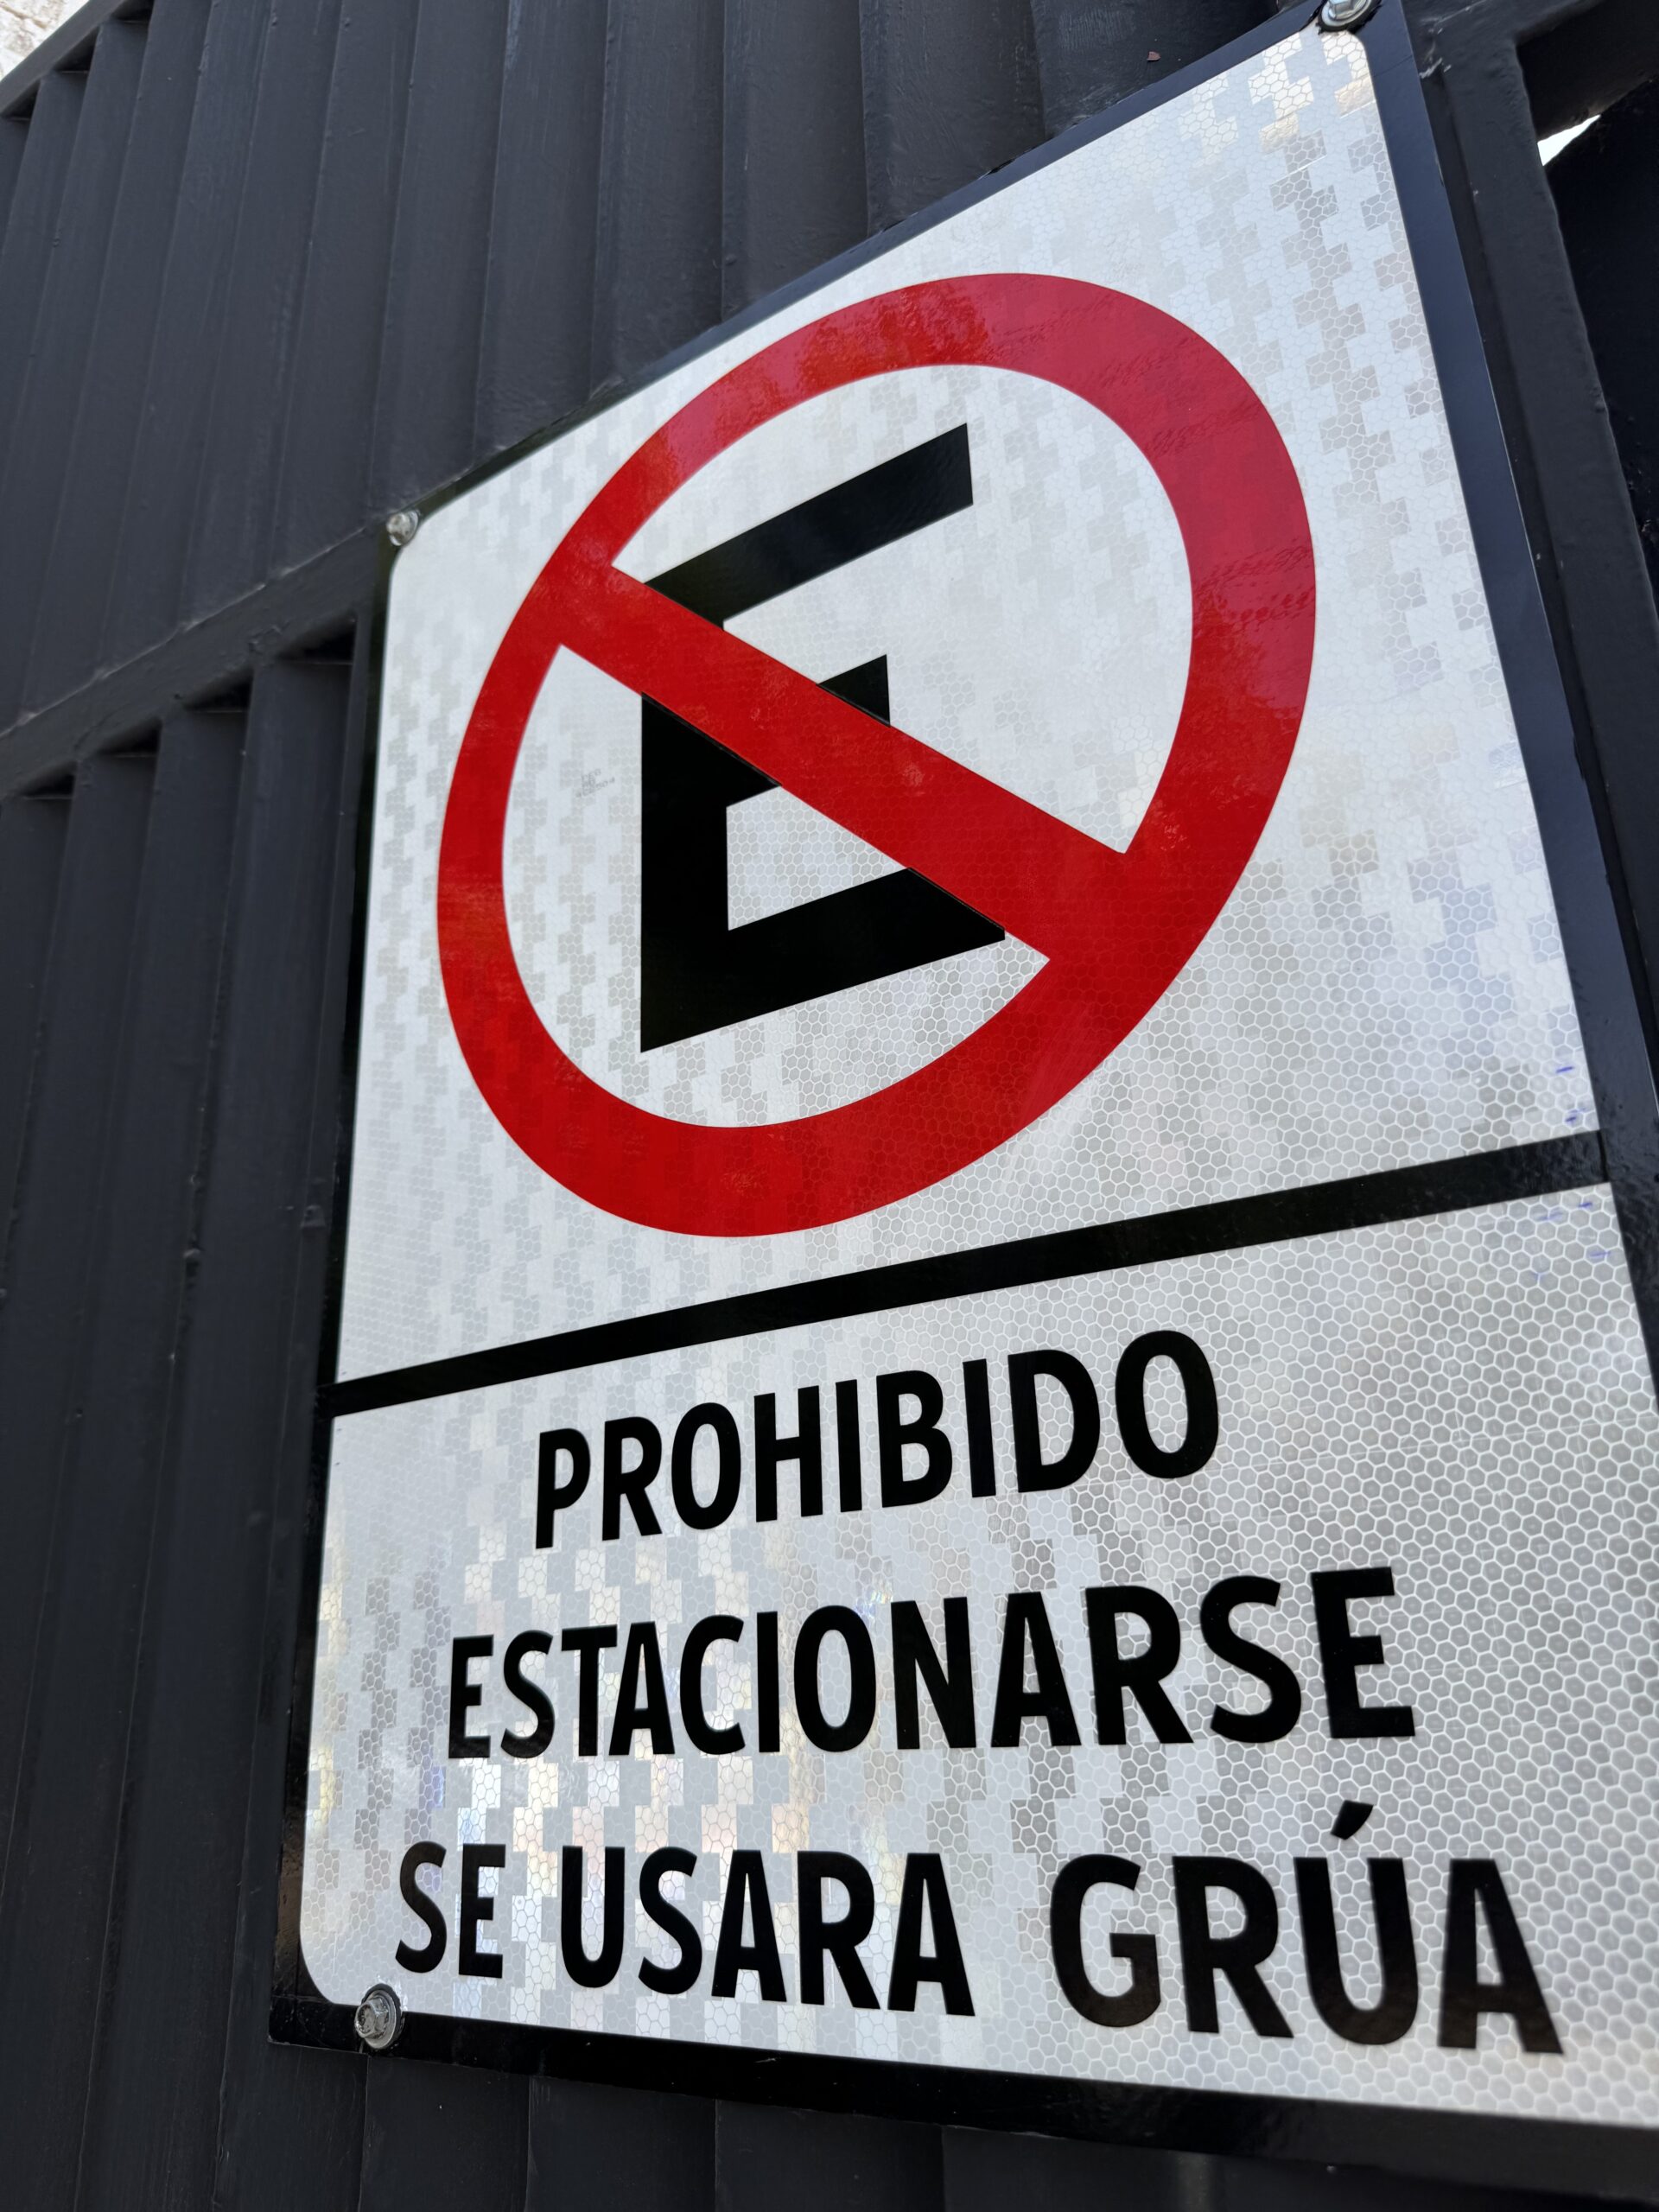 E
PROHIBIDO
ESTACIONARSE
SE USARA GRÚA